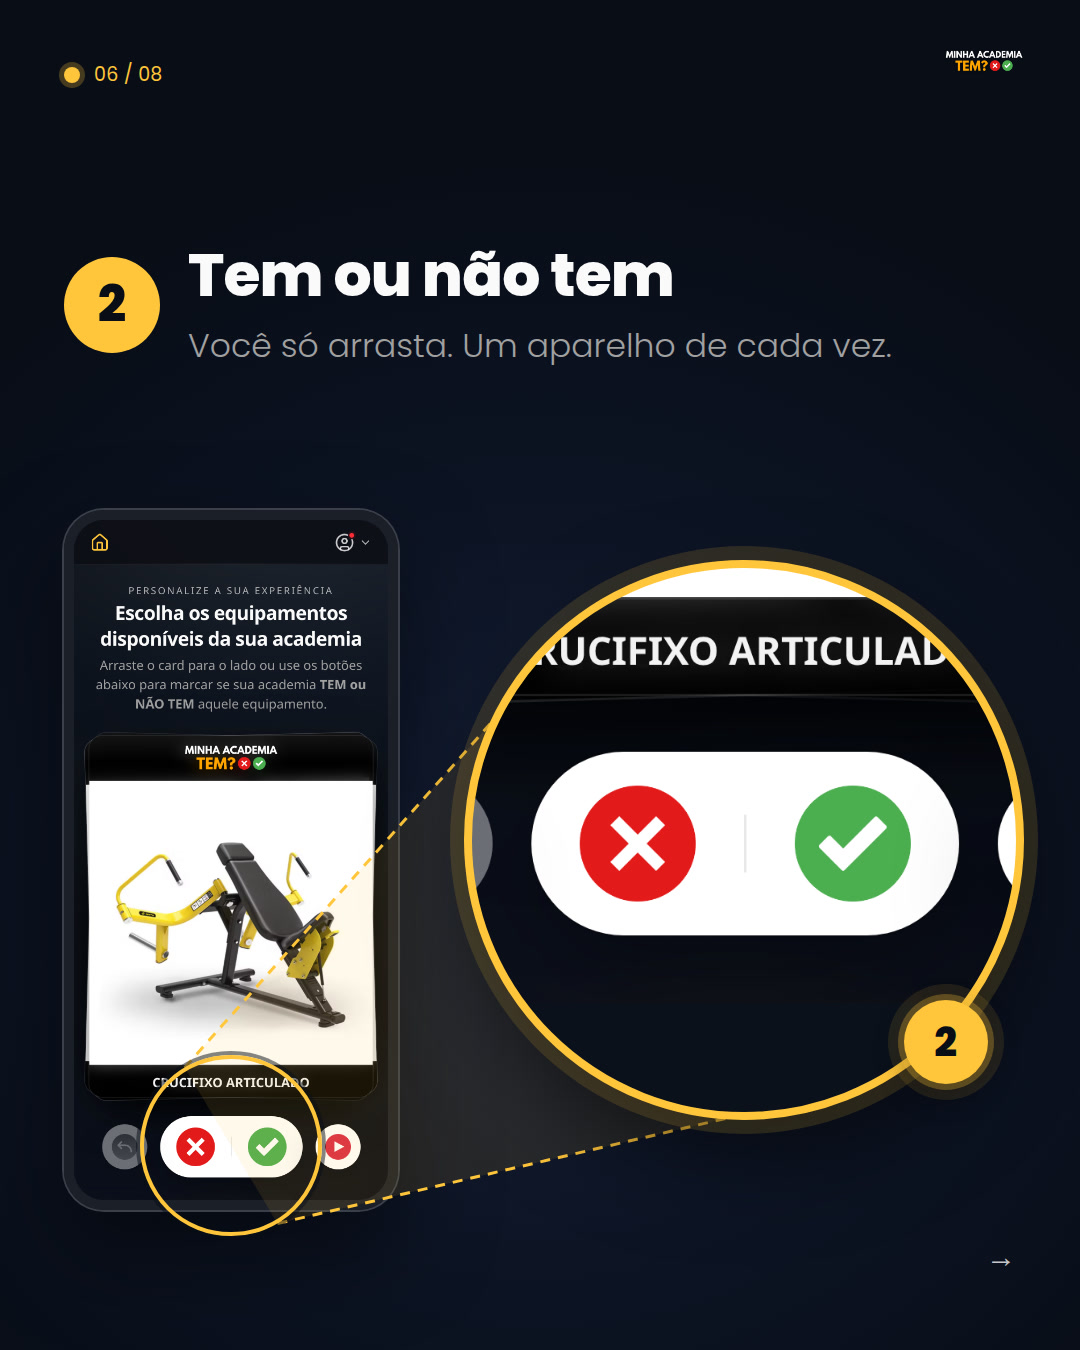 06 / 08
MINHA ACADEMIA
TEM?
2
Tem ou não tem
Você só arrasta. Um aparelho de cada vez.
PERSONALIZE A SUA EXPERIÊNCIA
Escolha os equipamentos
disponíveis da sua academia
Arraste o card para o lado ou use os botões
abaixo para marcar se sua academia TEM ou
NÃO TEM aquele equipamento.
MINHA ACADEMIA
TEM?
CRUCIFIXO ARTICULADO
RUCIFIXO ARTICULAD
2
→